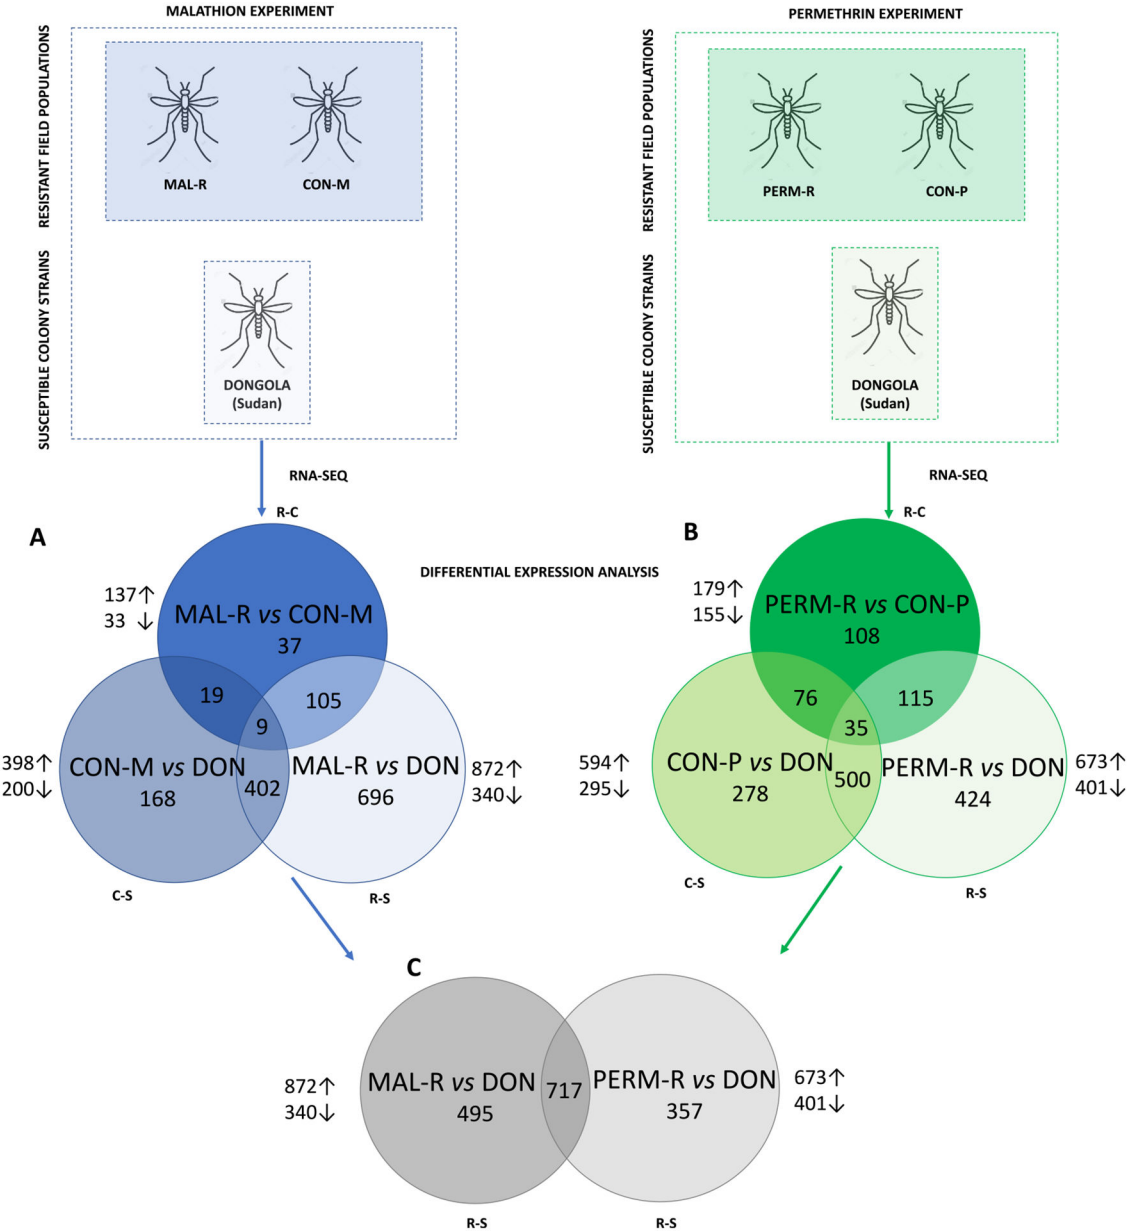 MALATHION EXPERIMENT
RESISTANT FIELD POPULATIONS
MAL-R
CON-M
SUSCEPTIBLE COLONY STRAINS
DONGOLA
(Sudan)
RNA-SEQ
PERMETHRIN EXPERIMENT
RESISTANT FIELD POPULATIONS
PERM-R
CON-P
SUSCEPTIBLE COLONY STRAINS
DONGOLA
(Sudan)
RNA-SEQ
DIFFERENTIAL EXPRESSION ANALYSIS
A
R-C
137↑
33 ↓
MAL-R vs CON-M
37
19
105
9
398↑
200↓
CON-M vs DON
168
402
MAL-R vs DON
696
872↑
340↓
C-S
R-S
B
R-C
179↑
155↓
PERM-R vs CON-P
108
76
115
35
594↑
295↓
CON-P vs DON
278
500
PERM-R vs DON
424
673↑
401↓
C-S
R-S
C
872↑
340↓
MAL-R vs DON
495
717
PERM-R vs DON
357
673↑
401↓
R-S
R-S